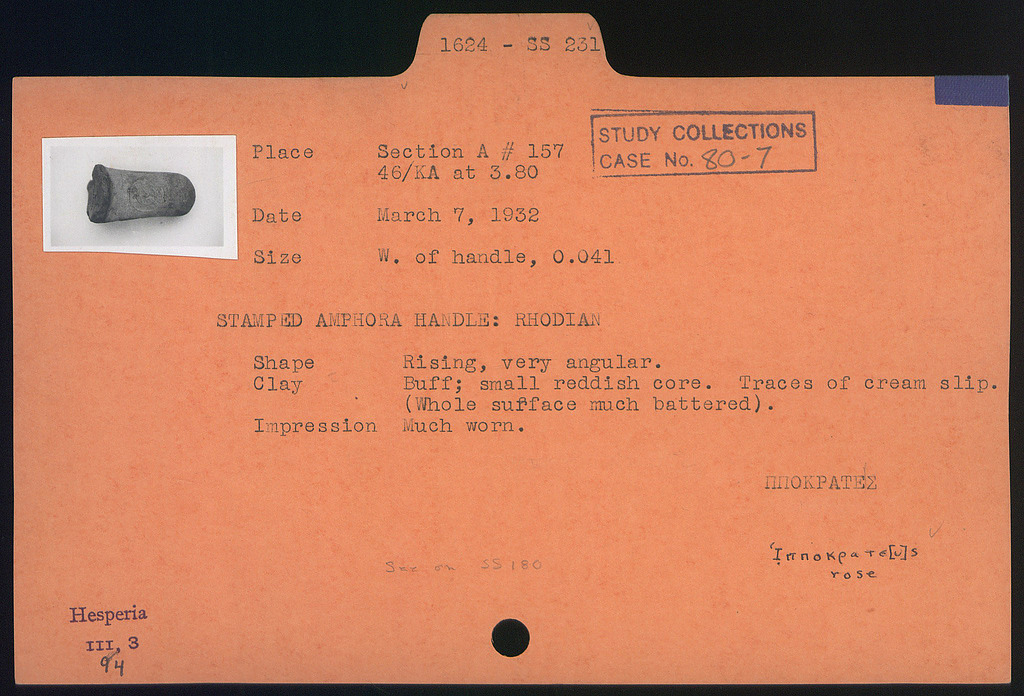 1624 - SS 231
STUDY COLLECTIONS
CASE No. 80-7
Place Section A # 157
46/KA at 3.80
Date March 7, 1932
Size W. of handle, 0.041
STAMPED AMPHORA HANDLE: RHODIAN
Shape Rising, very angular.
Clay Buff; small reddish core. Traces of cream slip.
(Whole surface much battered).
Impression Much worn.
ΠΠΟΚΡΑΤΕΣ
Ἱπποκρατε[υ]ς
rose
See on SS 180
Hesperia
III, 3
94